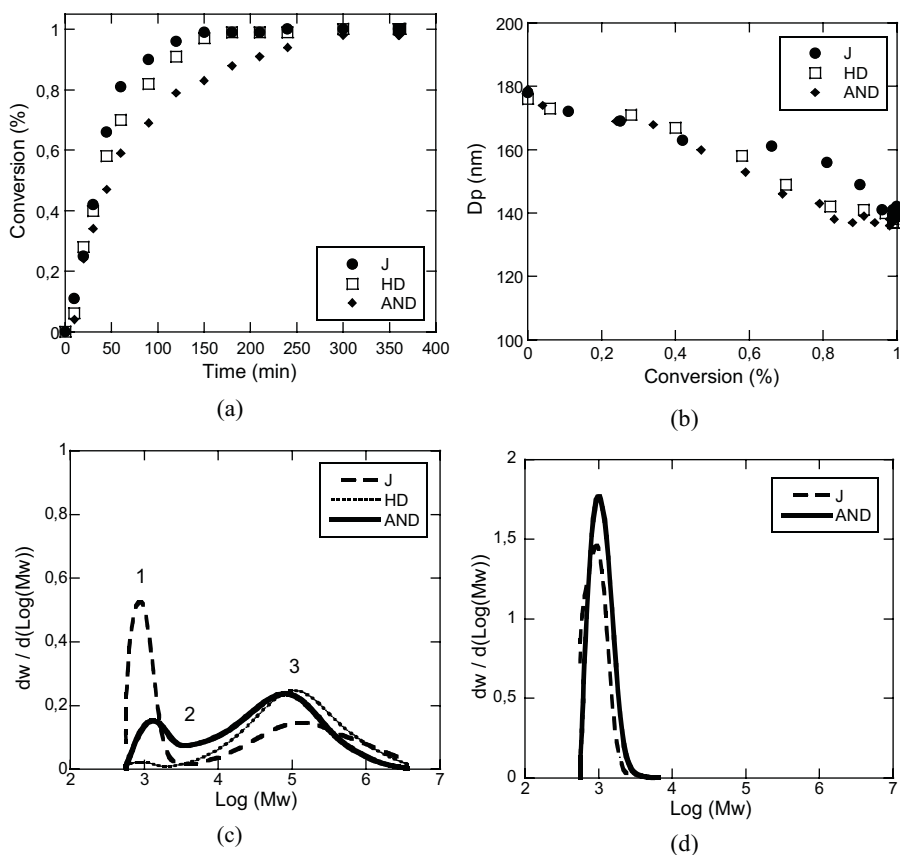 1
0,8
0,6
0,4
0,2
0
Conversion (%)
J
HD
AND
0 50 100 150 200 250 300 350 400
Time (min)
(a)
200
180
160
140
120
100
Dp (nm)
J
HD
AND
0 0,2 0,4 0,6 0,8 1
Conversion (%)
(b)
1
0,8
0,6
0,4
0,2
0
dw / d(Log(Mw))
J
HD
AND
1
2
3
2 3 4 5 6 7
Log (Mw)
(c)
2
1,5
1
0,5
0
dw / d(Log(Mw))
J
AND
2 3 4 5 6 7
Log (Mw)
(d)